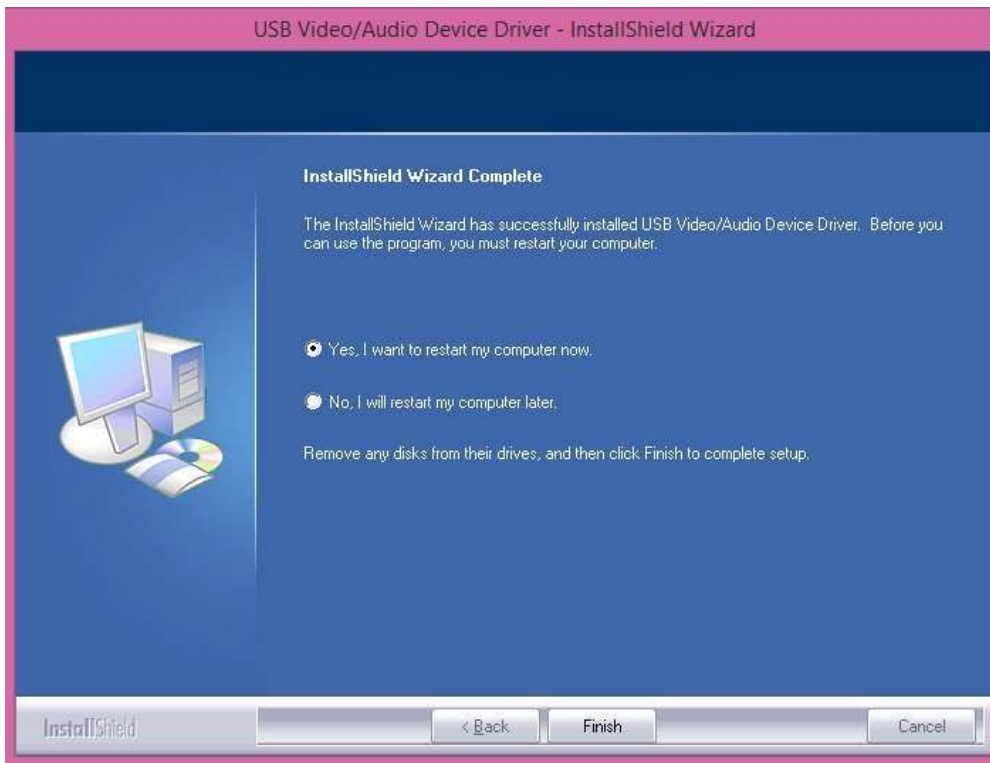 USB Video/Audio Device Driver - InstallShield Wizard
InstallShield Wizard Complete
The InstallShield Wizard has successfully installed USB Video/Audio Device Driver. Before you
can use the program, you must restart your computer.
Yes, I want to restart my computer now.
No, I will restart my computer later.
Remove any disks from their drives, and then click Finish to complete setup.
InstallShield
< Back
Finish
Cancel